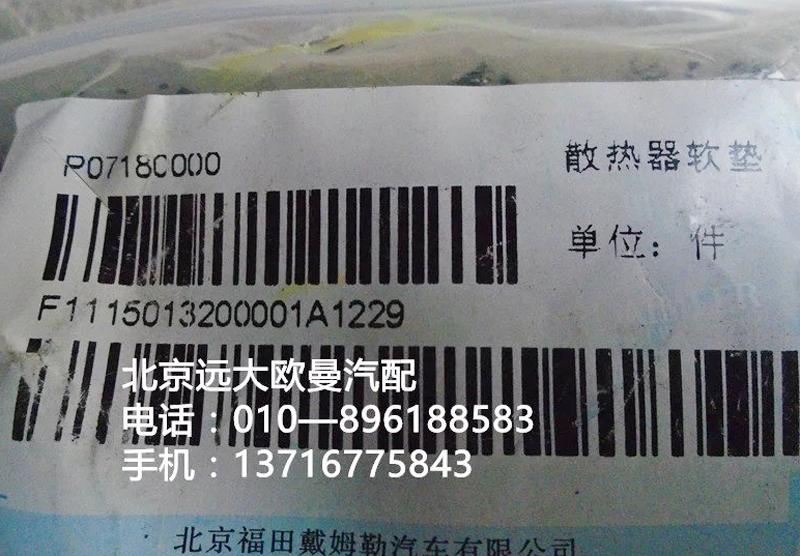 P0718C000
散热器软垫
单位：件
F1115013200001A1229
北京远大欧曼汽配
电话：010—896188583
手机：13716775843
北京福田戴姆勒汽车有限公司